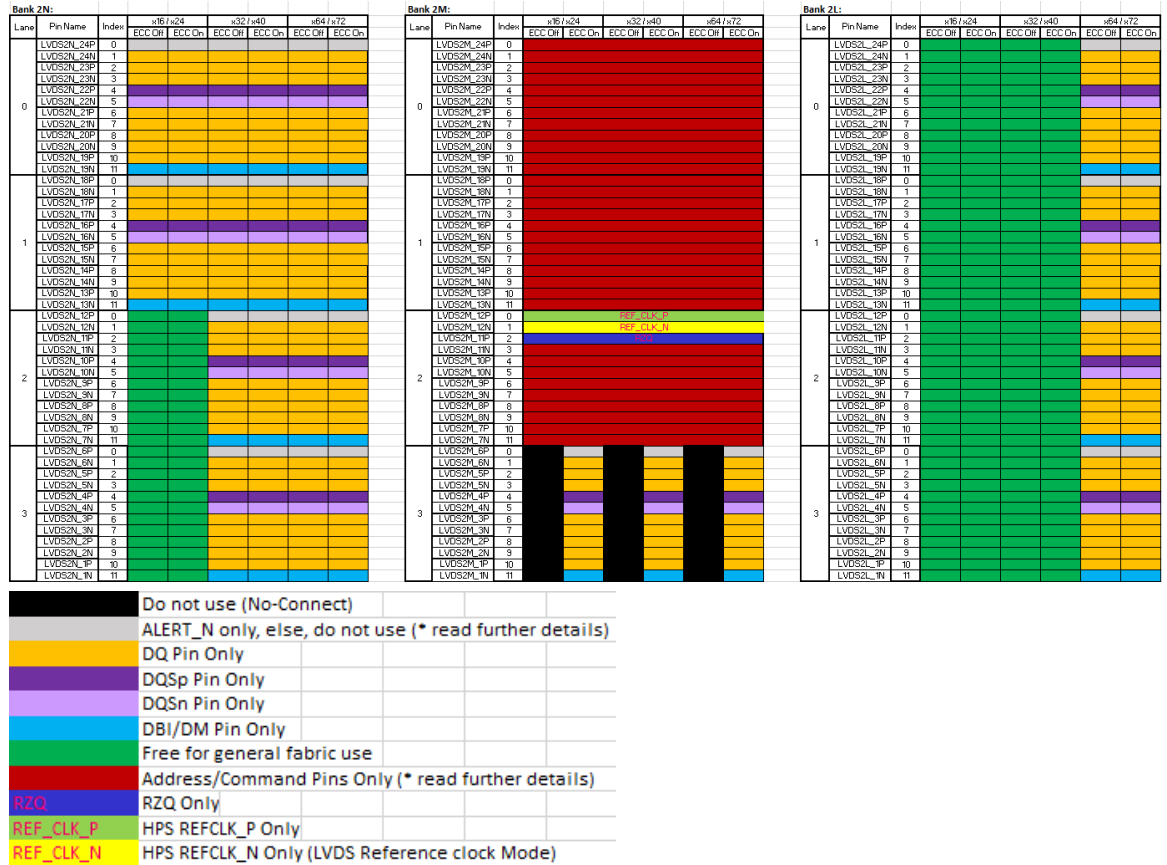 Bank 2N: Bank 2M: Bank 2L:
Lane Pin Name Index x16 / x24 x32 / x40 x64 / x72 Lane Pin Name Index x16 / x24 x32 / x40 x64 / x72 Lane Pin Name Index x16 / x24 x32 / x40 x64 / x72
ECC Off ECC On ECC Off ECC On ECC Off ECC On ECC Off ECC On ECC Off ECC On ECC Off ECC On ECC Off ECC On ECC Off ECC On ECC Off ECC On
LVDS2N_24P 0 LVDS2M_24P 0 LVDS2L_24P 0
LVDS2N_24N 1 LVDS2M_24N 1 LVDS2L_24N 1
LVDS2N_23P 2 LVDS2M_23P 2 LVDS2L_23P 2
LVDS2N_23N 3 LVDS2M_23N 3 LVDS2L_23N 3
LVDS2N_22P 4 LVDS2M_22P 4 LVDS2L_22P 4
LVDS2N_22N 5 LVDS2M_22N 5 LVDS2L_22N 5
0 LVDS2N_21P 6 0 LVDS2M_21P 6 0 LVDS2L_21P 6
LVDS2N_21N 7 LVDS2M_21N 7 LVDS2L_21N 7
LVDS2N_20P 8 LVDS2M_20P 8 LVDS2L_20P 8
LVDS2N_20N 9 LVDS2M_20N 9 LVDS2L_20N 9
LVDS2N_19P 10 LVDS2M_19P 10 LVDS2L_19P 10
LVDS2N_19N 11 LVDS2M_19N 11 LVDS2L_19N 11
LVDS2N_18P 0 LVDS2M_18P 0 LVDS2L_18P 0
LVDS2N_18N 1 LVDS2M_18N 1 LVDS2L_18N 1
LVDS2N_17P 2 LVDS2M_17P 2 LVDS2L_17P 2
LVDS2N_17N 3 LVDS2M_17N 3 LVDS2L_17N 3
LVDS2N_16P 4 LVDS2M_16P 4 LVDS2L_16P 4
LVDS2N_16N 5 LVDS2M_16N 5 LVDS2L_16N 5
1 LVDS2N_15P 6 1 LVDS2M_15P 6 1 LVDS2L_15P 6
LVDS2N_15N 7 LVDS2M_15N 7 LVDS2L_15N 7
LVDS2N_14P 8 LVDS2M_14P 8 LVDS2L_14P 8
LVDS2N_14N 9 LVDS2M_14N 9 LVDS2L_14N 9
LVDS2N_13P 10 LVDS2M_13P 10 LVDS2L_13P 10
LVDS2N_13N 11 LVDS2M_13N 11 LVDS2L_13N 11
LVDS2N_12P 0 LVDS2M_12P 0 REF_CLK_P LVDS2L_12P 0
LVDS2N_12N 1 LVDS2M_12N 1 REF_CLK_N LVDS2L_12N 1
LVDS2N_11P 2 LVDS2M_11P 2 RZQ LVDS2L_11P 2
LVDS2N_11N 3 LVDS2M_11N 3 LVDS2L_11N 3
LVDS2N_10P 4 LVDS2M_10P 4 LVDS2L_10P 4
LVDS2N_10N 5 LVDS2M_10N 5 LVDS2L_10N 5
2 LVDS2N_9P 6 2 LVDS2M_9P 6 2 LVDS2L_9P 6
LVDS2N_9N 7 LVDS2M_9N 7 LVDS2L_9N 7
LVDS2N_8P 8 LVDS2M_8P 8 LVDS2L_8P 8
LVDS2N_8N 9 LVDS2M_8N 9 LVDS2L_8N 9
LVDS2N_7P 10 LVDS2M_7P 10 LVDS2L_7P 10
LVDS2N_7N 11 LVDS2M_7N 11 LVDS2L_7N 11
LVDS2N_6P 0 LVDS2M_6P 0 LVDS2L_6P 0
LVDS2N_6N 1 LVDS2M_6N 1 LVDS2L_6N 1
LVDS2N_5P 2 LVDS2M_5P 2 LVDS2L_5P 2
LVDS2N_5N 3 LVDS2M_5N 3 LVDS2L_5N 3
LVDS2N_4P 4 LVDS2M_4P 4 LVDS2L_4P 4
LVDS2N_4N 5 LVDS2M_4N 5 LVDS2L_4N 5
3 LVDS2N_3P 6 3 LVDS2M_3P 6 3 LVDS2L_3P 6
LVDS2N_3N 7 LVDS2M_3N 7 LVDS2L_3N 7
LVDS2N_2P 8 LVDS2M_2P 8 LVDS2L_2P 8
LVDS2N_2N 9 LVDS2M_2N 9 LVDS2L_2N 9
LVDS2N_1P 10 LVDS2M_1P 10 LVDS2L_1P 10
LVDS2N_1N 11 LVDS2M_1N 11 LVDS2L_1N 11
Do not use (No-Connect)
ALERT_N only, else, do not use (* read further details)
DQ Pin Only
DQSp Pin Only
DQSn Pin Only
DBI/DM Pin Only
Free for general fabric use
Address/Command Pins Only (* read further details)
RZQ RZQ Only
REF_CLK_P HPS REFCLK_P Only
REF_CLK_N HPS REFCLK_N Only (LVDS Reference clock Mode)